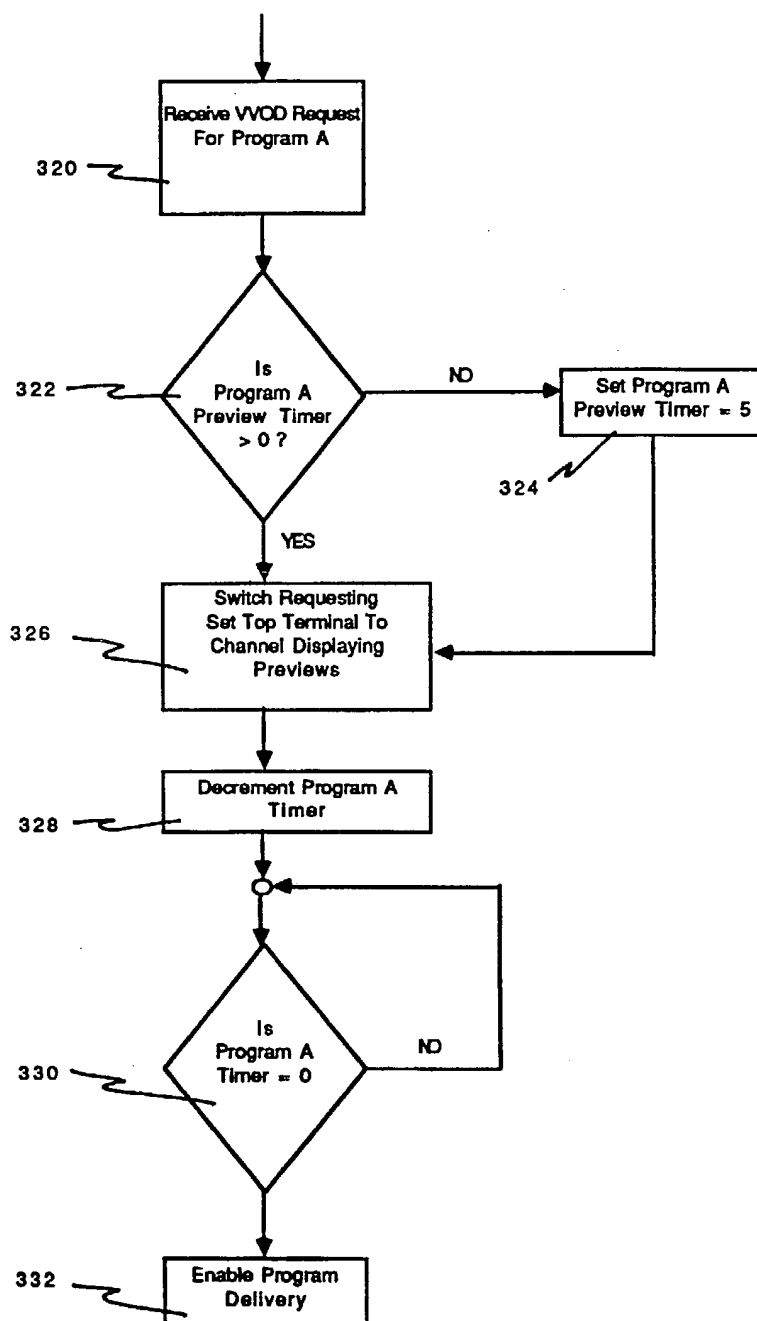 Receive VVOD Request
For Program A
320
Is
Program A
Preview Timer
> 0 ?
322
NO
Set Program A
Preview Timer = 5
324
YES
Switch Requesting
Set Top Terminal To
Channel Displaying
Previews
326
Decrement Program A
Timer
328
Is
Program A
Timer = 0
NO
330
Enable Program
Delivery
332